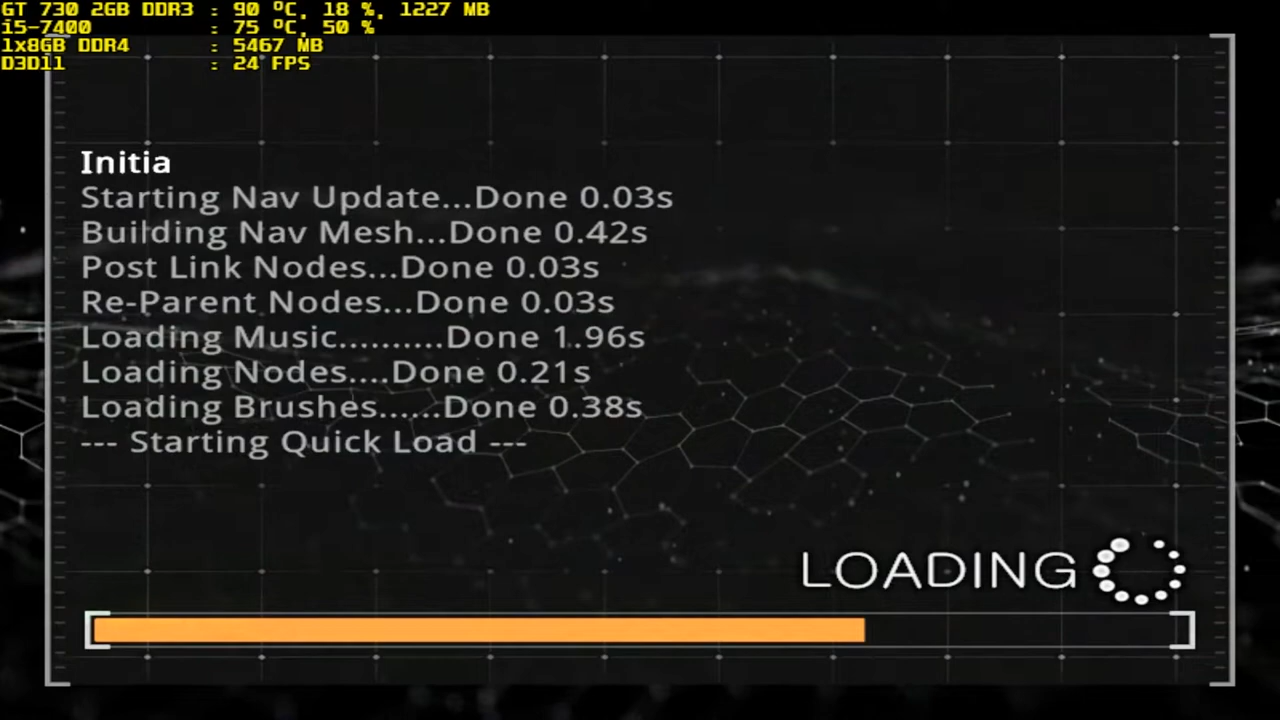 GT 730 2GB DDR3 : 90 ºC, 18 %, 1227 MB
i5-7400 : 75 ºC, 50 %
1x8GB DDR4 : 5467 MB
D3D11 : 24 FPS
Initia
Starting Nav Update...Done 0.03s
Building Nav Mesh...Done 0.42s
Post Link Nodes...Done 0.03s
Re-Parent Nodes...Done 0.03s
Loading Music..........Done 1.96s
Loading Nodes....Done 0.21s
Loading Brushes......Done 0.38s
--- Starting Quick Load ---
LOADING